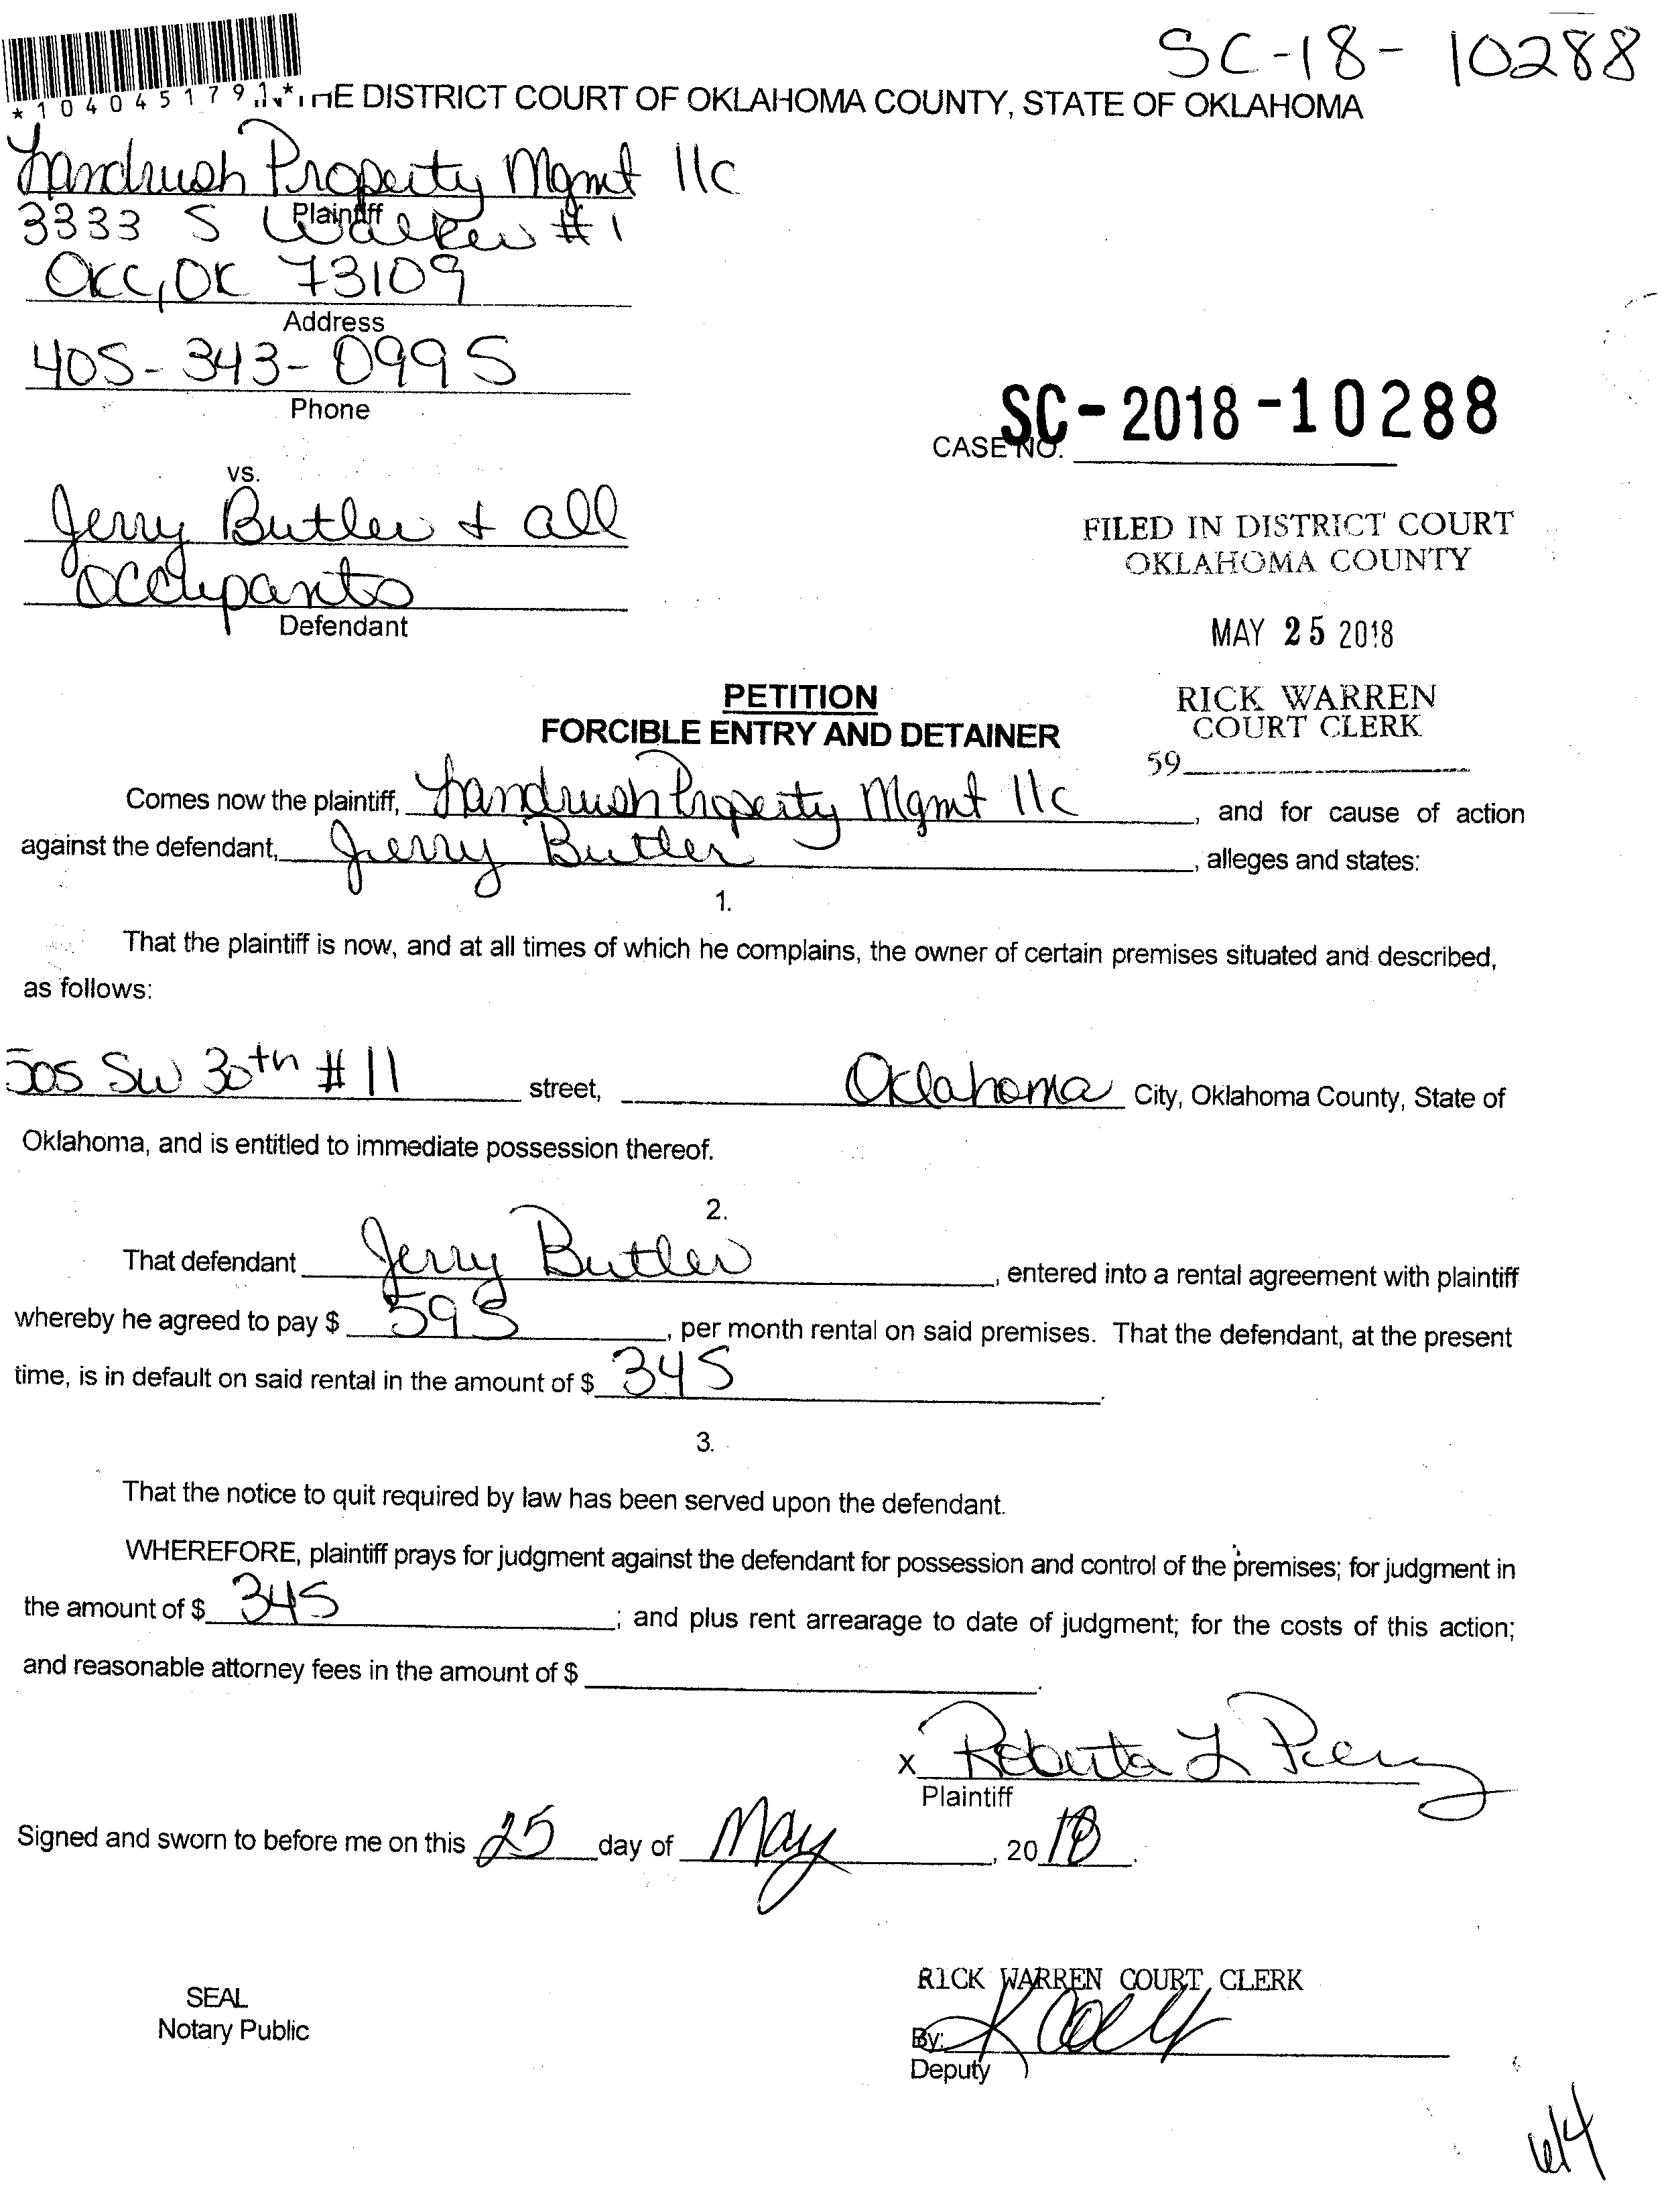 SC-18-10288
*1040451791*
THE DISTRICT COURT OF OKLAHOMA COUNTY, STATE OF OKLAHOMA
Landrush Property Mgmt llc
Plaintiff
3333 S Walker #1
OKC, OK 73109
Address
405-343-0995
Phone
SC-2018-10288
CASE NO.
vs.
Jerry Butler + all
Occupants
Defendant
FILED IN DISTRICT COURT
OKLAHOMA COUNTY
MAY 25 2018
RICK WARREN
COURT CLERK
59
PETITION
FORCIBLE ENTRY AND DETAINER
Comes now the plaintiff, Landrush Property Mgmt llc, and for cause of action
against the defendant, Jerry Butler, alleges and states:
1.
That the plaintiff is now, and at all times of which he complains, the owner of certain premises situated and described,
as follows:
505 SW 30th #11 street, Oklahoma City, Oklahoma County, State of
Oklahoma, and is entitled to immediate possession thereof.
2.
That defendant Jerry Butler, entered into a rental agreement with plaintiff
whereby he agreed to pay $ 595, per month rental on said premises. That the defendant, at the present
time, is in default on said rental in the amount of $ 345.
3.
That the notice to quit required by law has been served upon the defendant.
WHEREFORE, plaintiff prays for judgment against the defendant for possession and control of the premises; for judgment in
the amount of $ 345; and plus rent arrearage to date of judgment; for the costs of this action;
and reasonable attorney fees in the amount of $
x Roberta L
Plaintiff
Signed and sworn to before me on this 25 day of May, 2018.
SEAL
Notary Public
RICK WARREN COURT CLERK
By:
Deputy
6/4